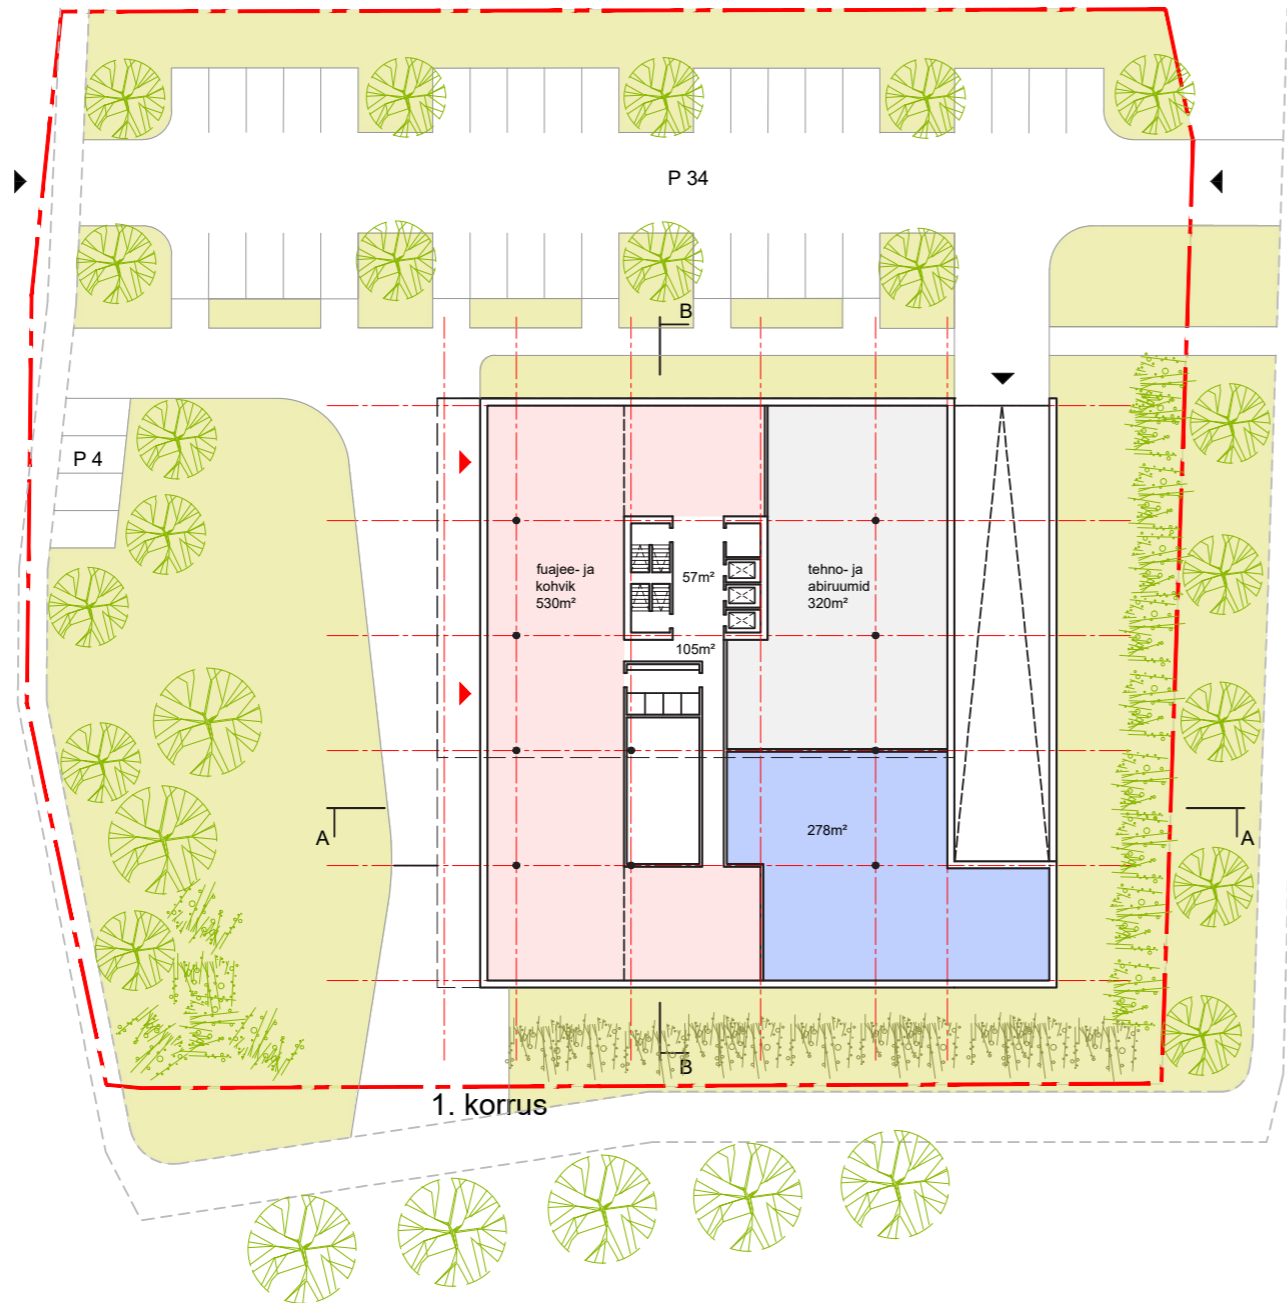 P 34
B
P 4
fuajee- ja
kohvik
530m²
57m²
tehno- ja
abiruumid
320m²
105m²
278m²
A
A
B
1. korrus